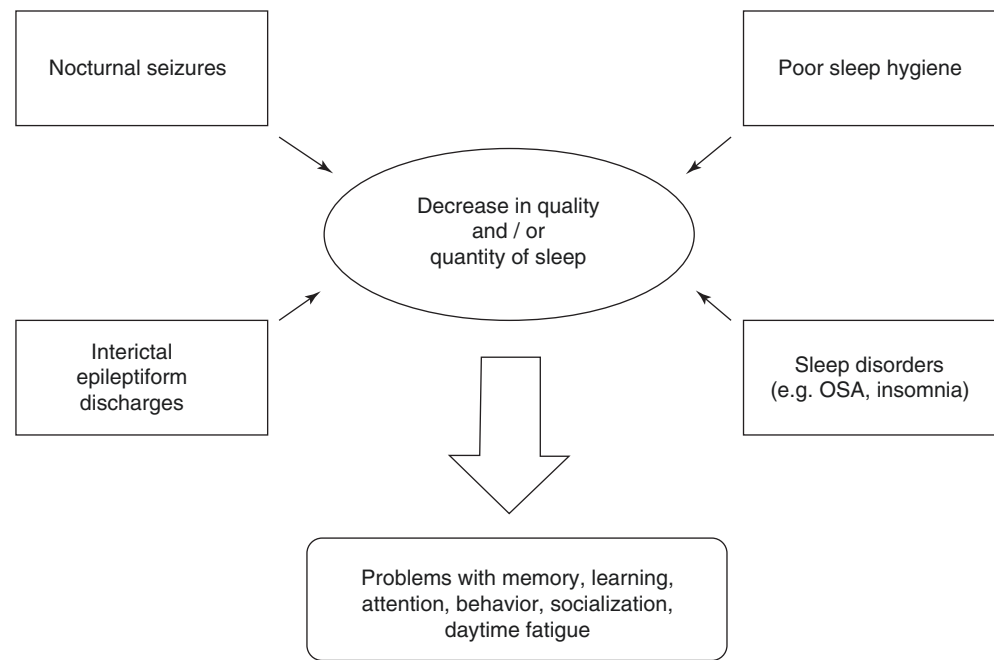 Nocturnal seizures
Poor sleep hygiene
Decrease in quality
and / or
quantity of sleep
Interictal
epileptiform
discharges
Sleep disorders
(e.g. OSA, insomnia)
Problems with memory, learning,
attention, behavior, socialization,
daytime fatigue